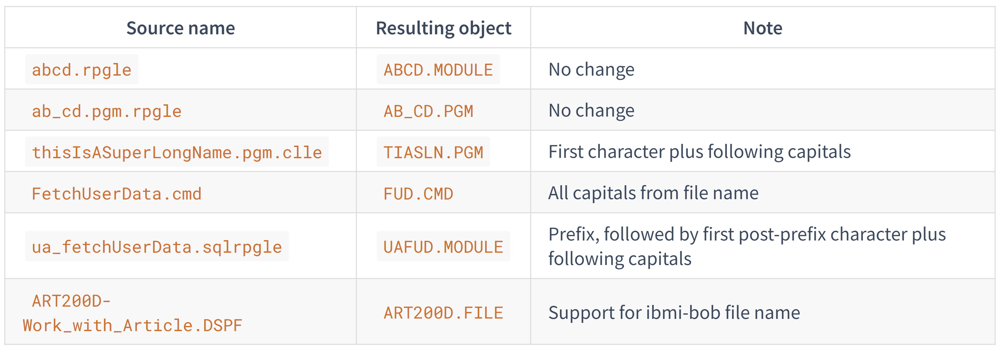 Source name Resulting object Note
abcd.rpgle ABCD.MODULE No change
ab_cd.pgm.rpgle AB_CD.PGM No change
thisIsASuperLongName.pgm.clle TIASLN.PGM First character plus following capitals
FetchUserData.cmd FUD.CMD All capitals from file name
ua_fetchUserData.sqlrpgle UAFUD.MODULE Prefix, followed by first post-prefix character plus
following capitals
ART200D-
Work_with_Article.DSPF ART200D.FILE Support for ibmi-bob file name